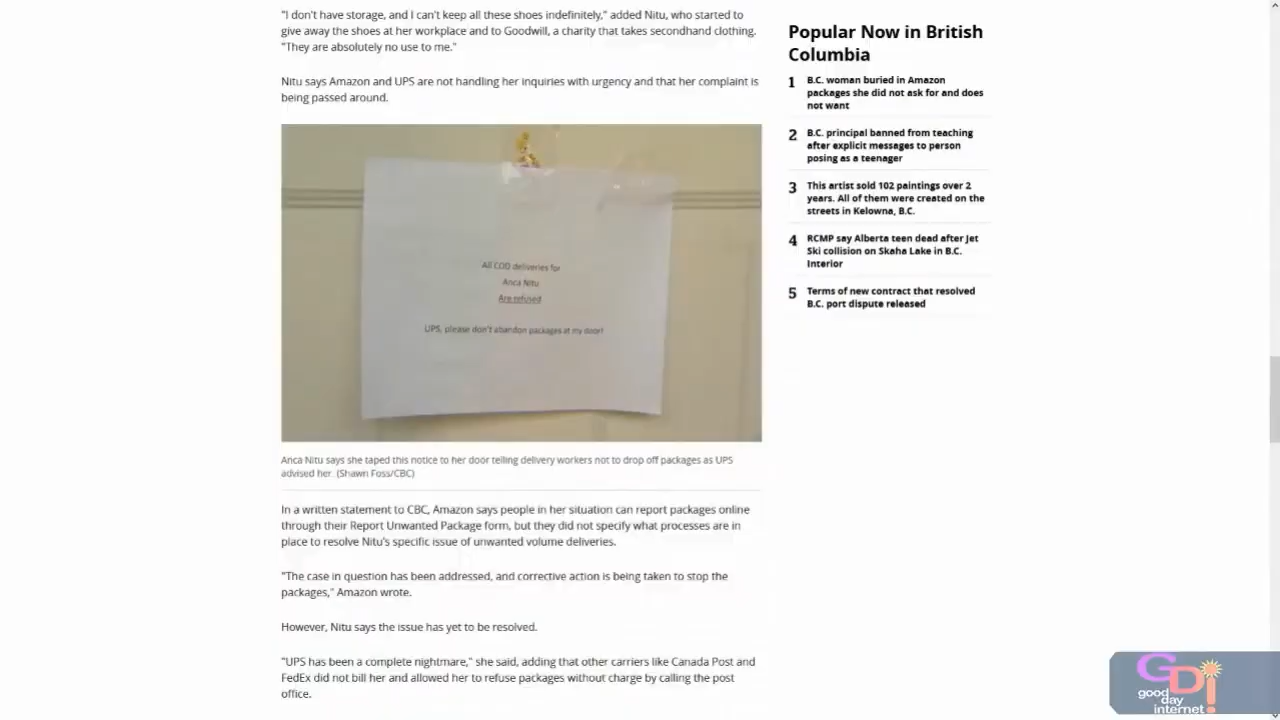 "I don't have storage, and I can't keep all these shoes indefinitely," added Nitu, who started to
give away the shoes at her workplace and to Goodwill, a charity that takes secondhand clothing.
"They are absolutely no use to me."
Nitu says Amazon and UPS are not handling her inquiries with urgency and that her complaint is
being passed around.
All COD deliveries for
Anca Nitu
Are refused
UPS, please don't abandon packages at my door!
Anca Nitu says she taped this notice to her door telling delivery workers not to drop off packages as UPS
advised her. (Shawn Foss/CBC)
In a written statement to CBC, Amazon says people in her situation can report packages online
through their Report Unwanted Package form, but they did not specify what processes are in
place to resolve Nitu's specific issue of unwanted volume deliveries.
"The case in question has been addressed, and corrective action is being taken to stop the
packages," Amazon wrote.
However, Nitu says the issue has yet to be resolved.
"UPS has been a complete nightmare," she said, adding that other carriers like Canada Post and
FedEx did not bill her and allowed her to refuse packages without charge by calling the post
office.
Popular Now in British
Columbia
1 B.C. woman buried in Amazon
packages she did not ask for and does
not want
2 B.C. principal banned from teaching
after explicit messages to person
posing as a teenager
3 This artist sold 102 paintings over 2
years. All of them were created on the
streets in Kelowna, B.C.
4 RCMP say Alberta teen dead after Jet
Ski collision on Skaha Lake in B.C.
Interior
5 Terms of new contract that resolved
B.C. port dispute released
GDi
good
day
internet!